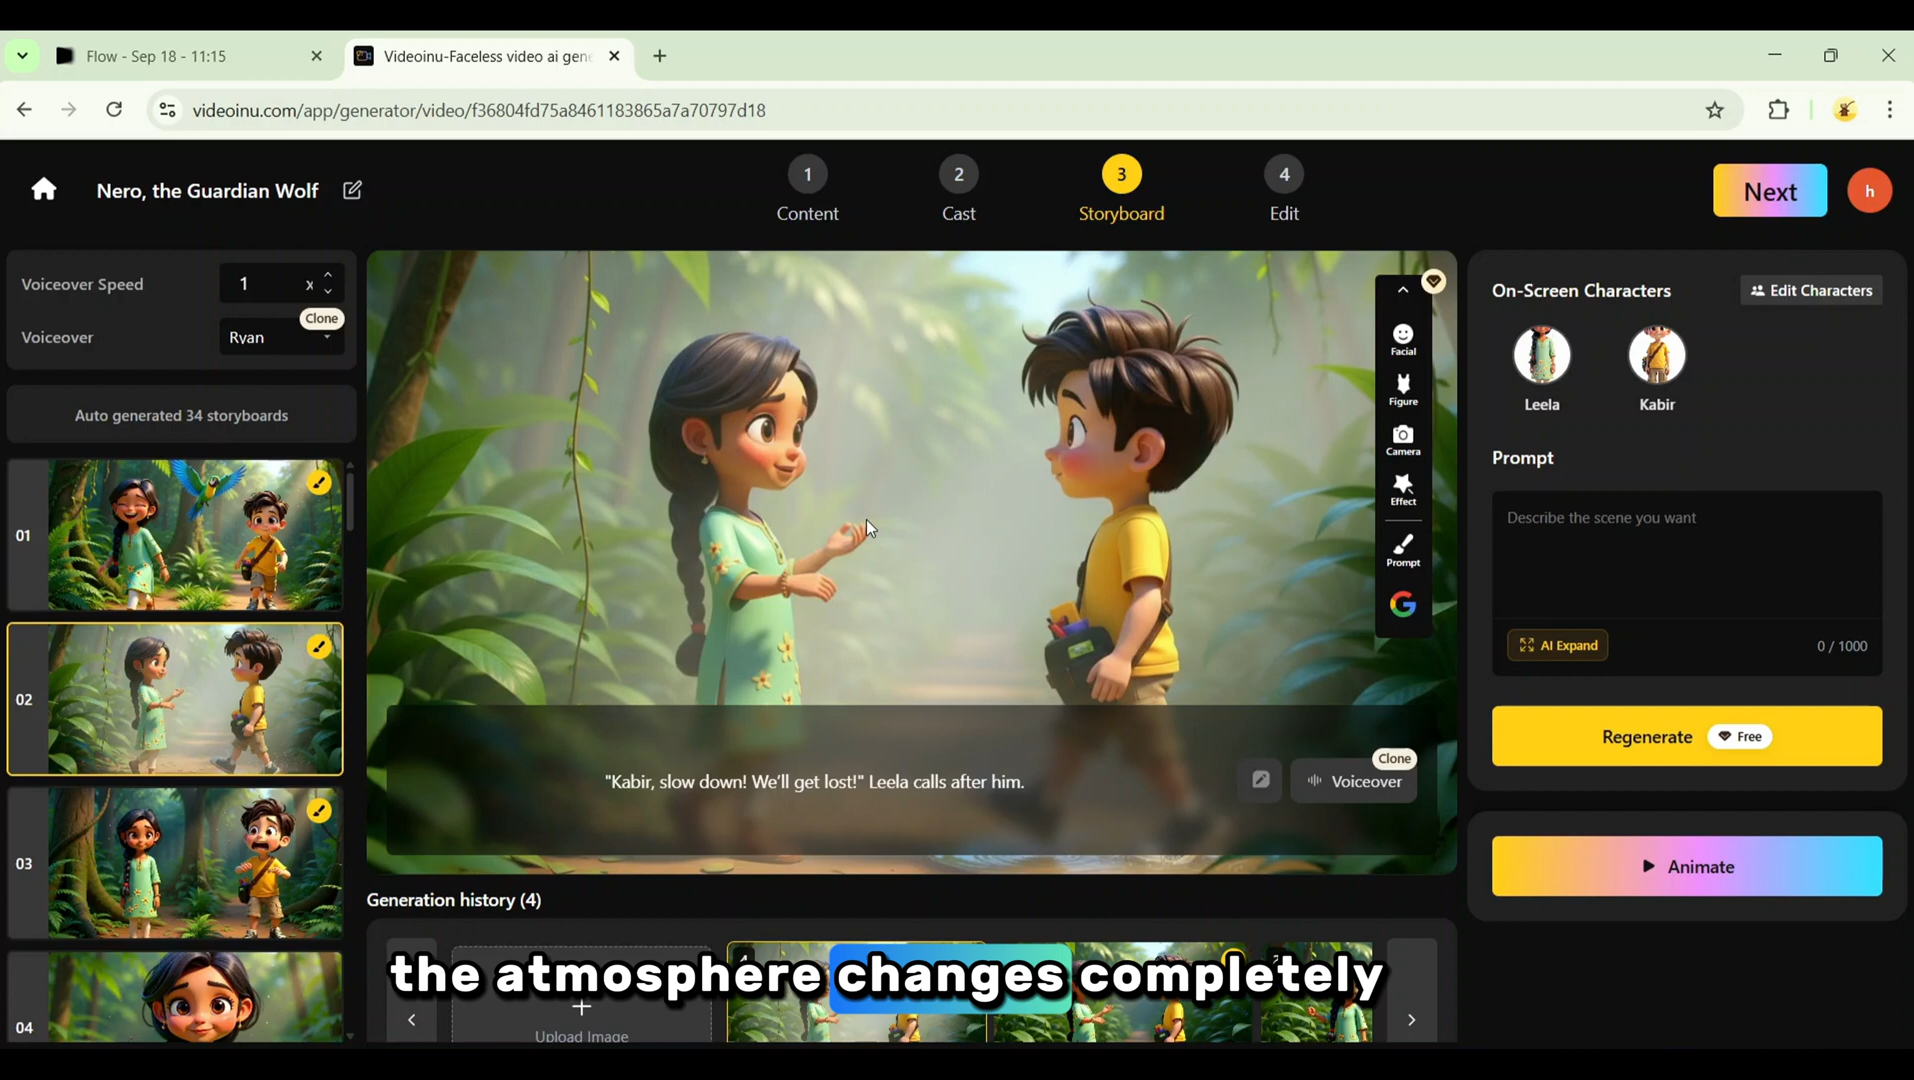 Flow - Sep 18 - 11:15
Videoinu-Faceless video ai gene
videoinu.com/app/generator/video/f36804fd75a8461183865a7a70797d18
Nero, the Guardian Wolf
1
Content
2
Cast
3
Storyboard
4
Edit
Next
h
Voiceover Speed
1
x
Clone
Voiceover
Ryan
Auto generated 34 storyboards
01
02
03
04
Facial
Figure
Camera
Effect
Prompt
"Kabir, slow down! We'll get lost!" Leela calls after him.
Clone
Voiceover
Generation history (4)
Upload Image
the atmosphere changes completely
On-Screen Characters
Edit Characters
Leela
Kabir
Prompt
Describe the scene you want
AI Expand
0 / 1000
Regenerate
Free
Animate